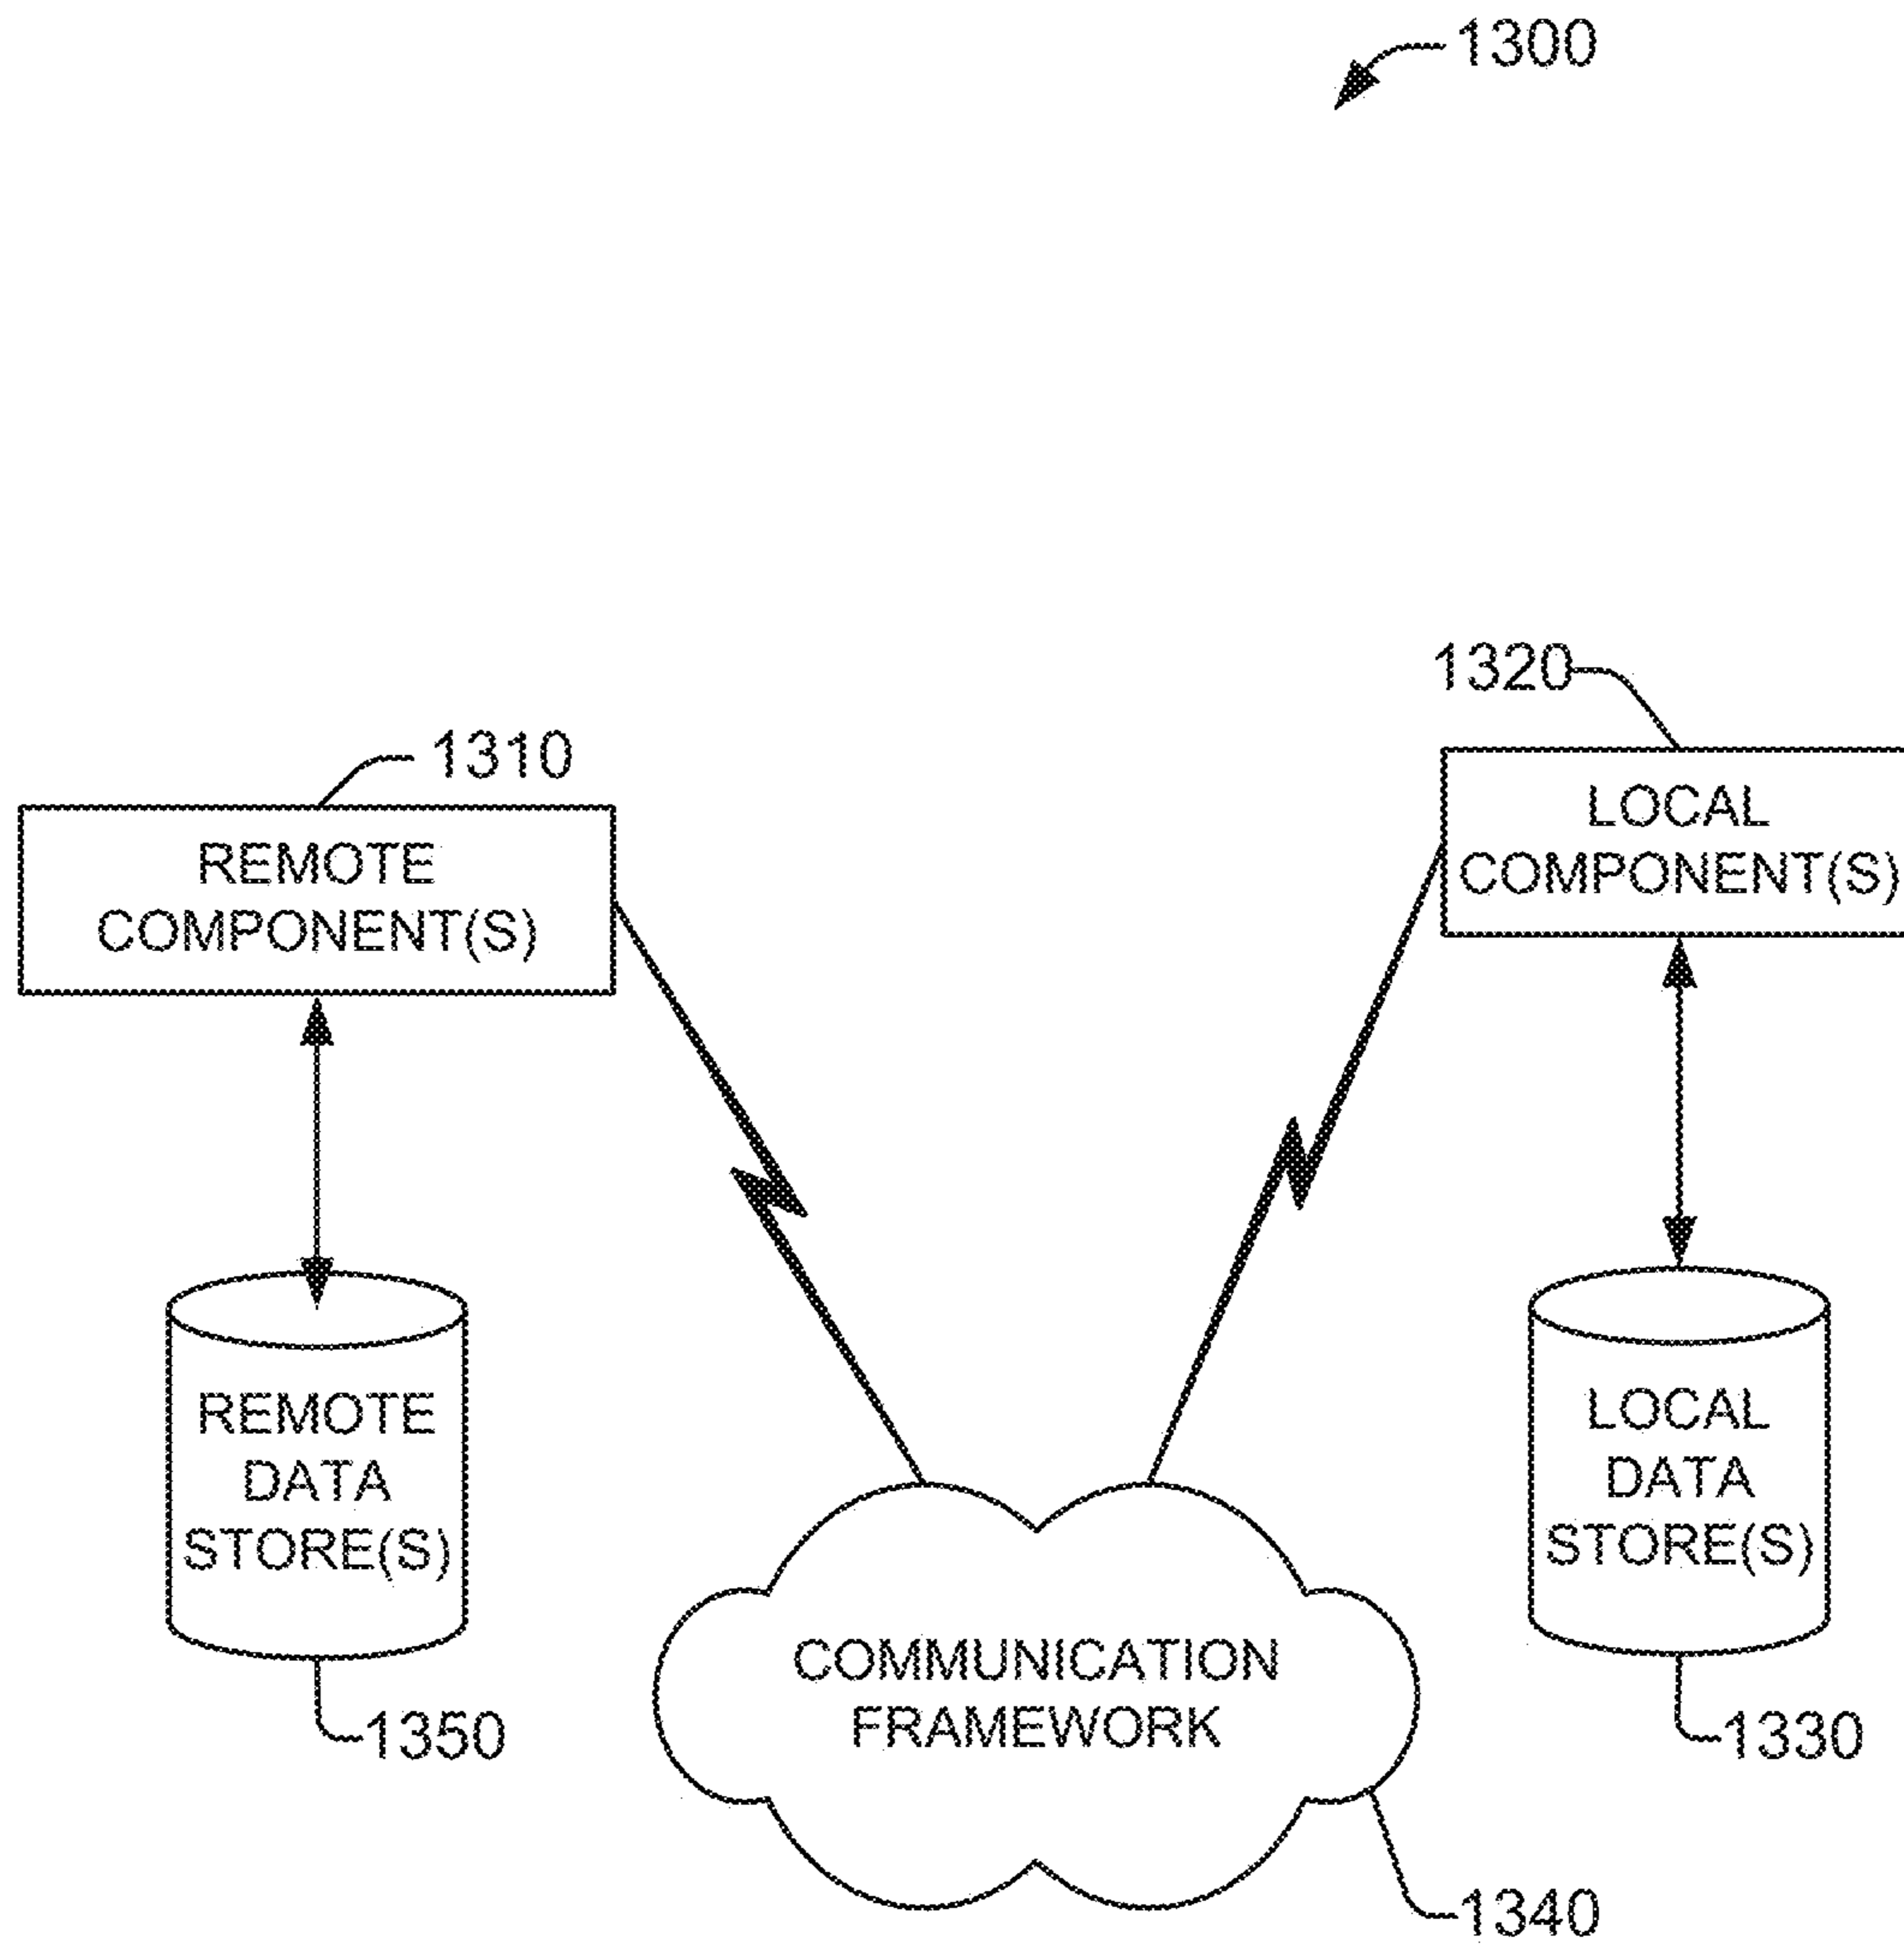 1300
1320
1310
LOCAL
COMPONENT(S)
REMOTE
COMPONENT(S)
REMOTE
DATA
STORE(S)
LOCAL
DATA
STORE(S)
COMMUNICATION
FRAMEWORK
1350
1330
1340